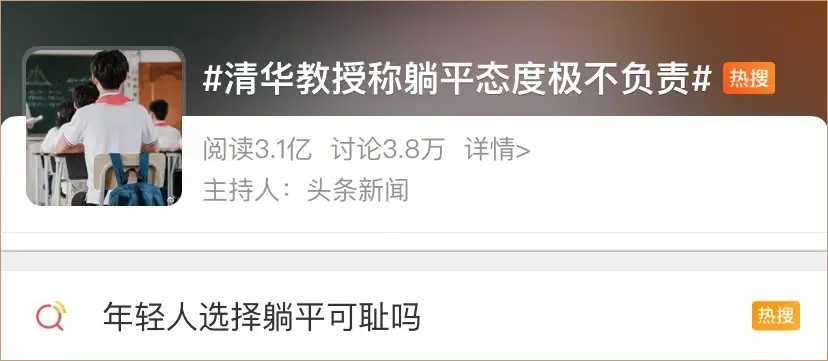 #清华教授称躺平态度极不负责# 热搜
阅读3.1亿 讨论3.8万 详情>
主持人：头条新闻
年轻人选择躺平可耻吗 热搜